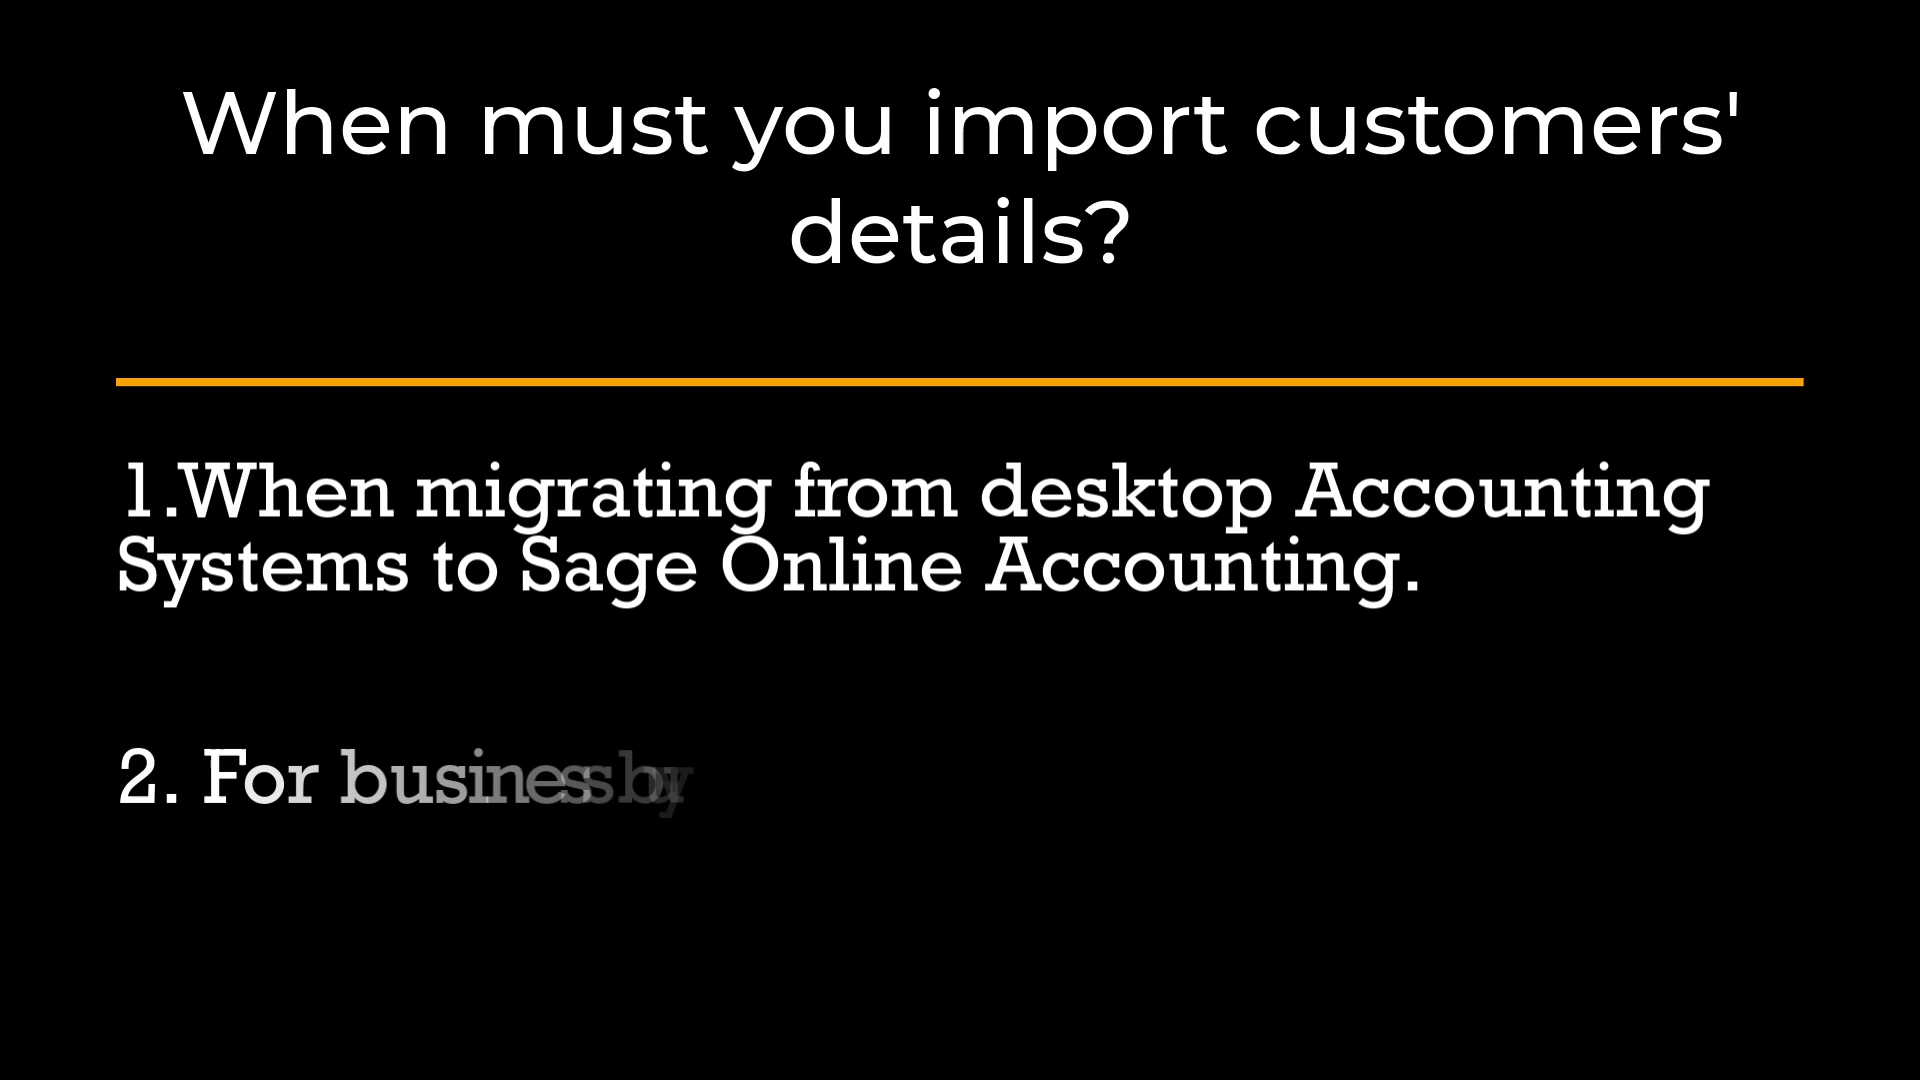 When must you import customers'
details?
1.When migrating from desktop Accounting
Systems to Sage Online Accounting.
2. For business